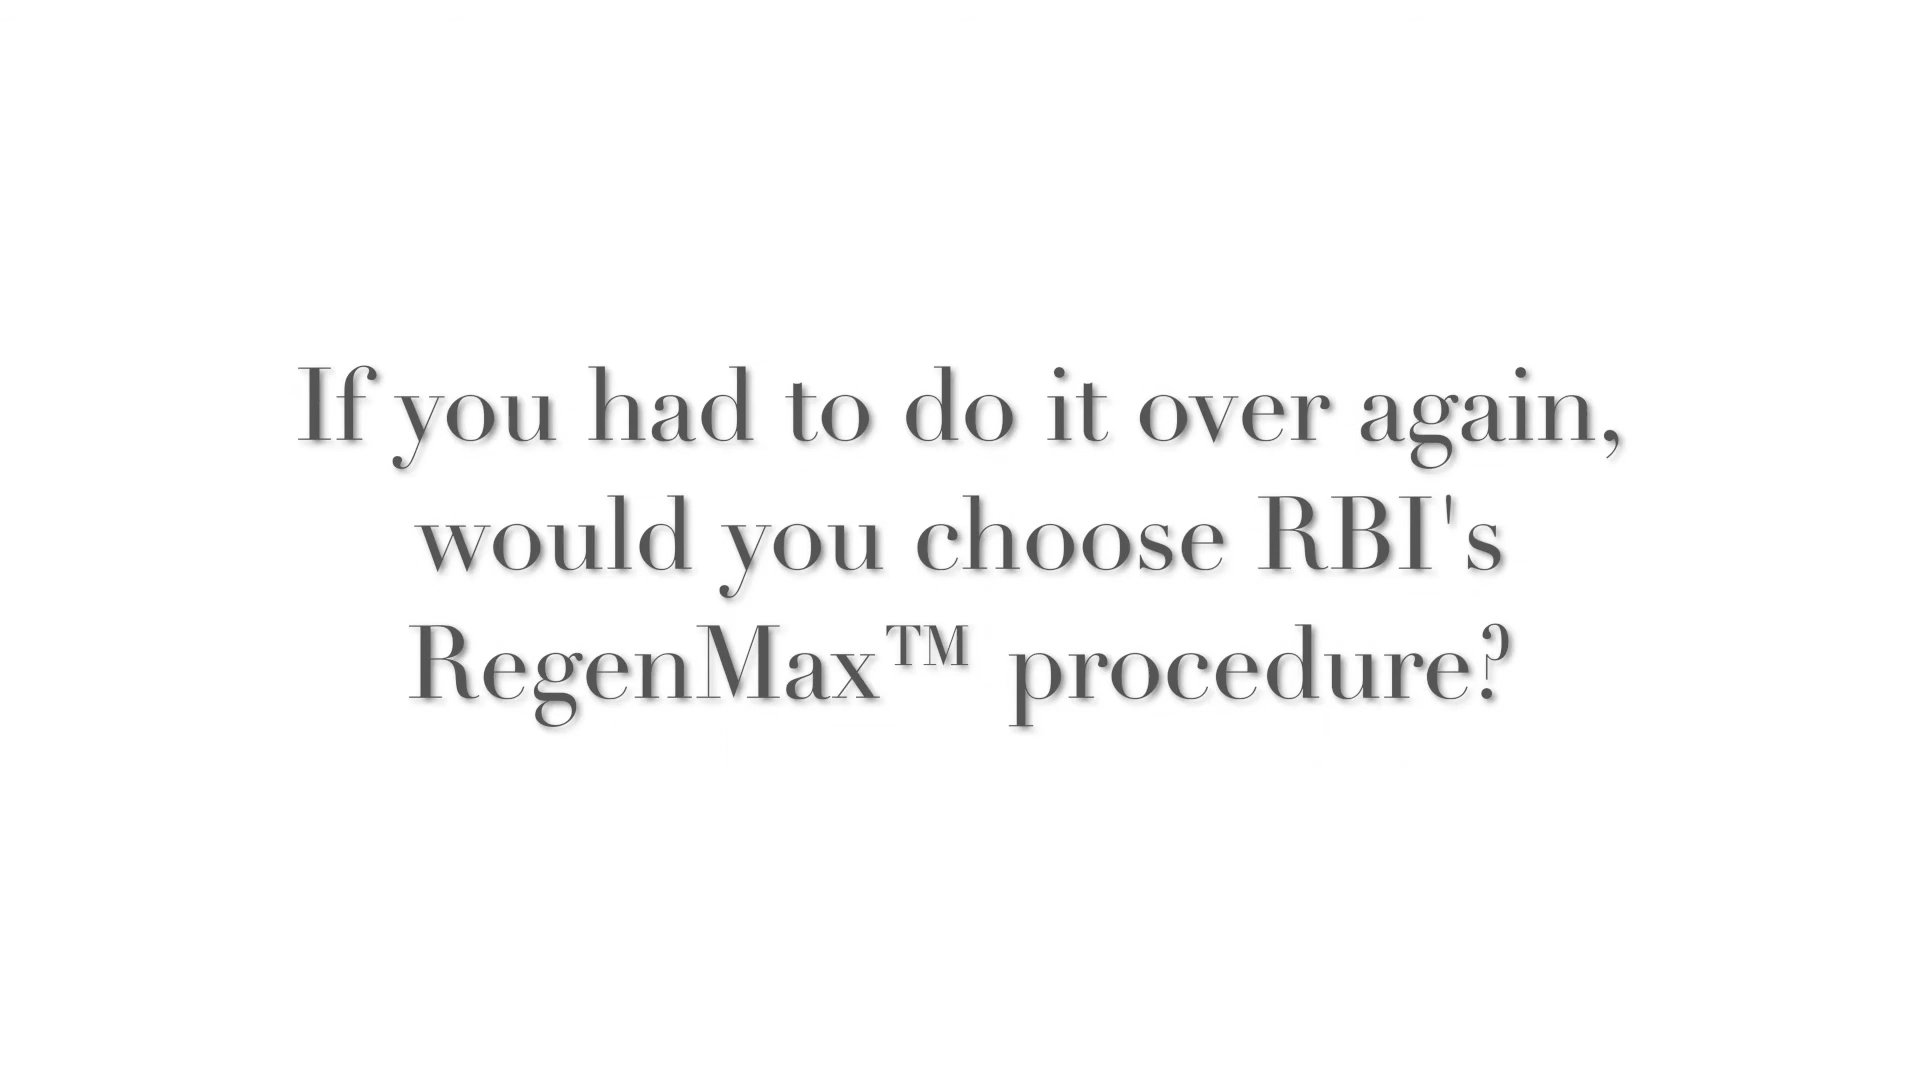 If you had to do it over again,
would you choose RBI's
RegenMax™ procedure?